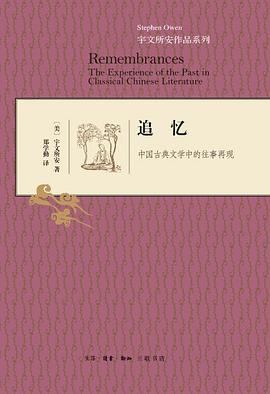 Stephen Owen
宇文所安作品系列
Remembrances
The Experience of the Past in
Classical Chinese Literature
[美] 宇文所安 著
郑学勤 译
追忆
中国古典文学中的往事再现
生活·讀書·新知 三联书店